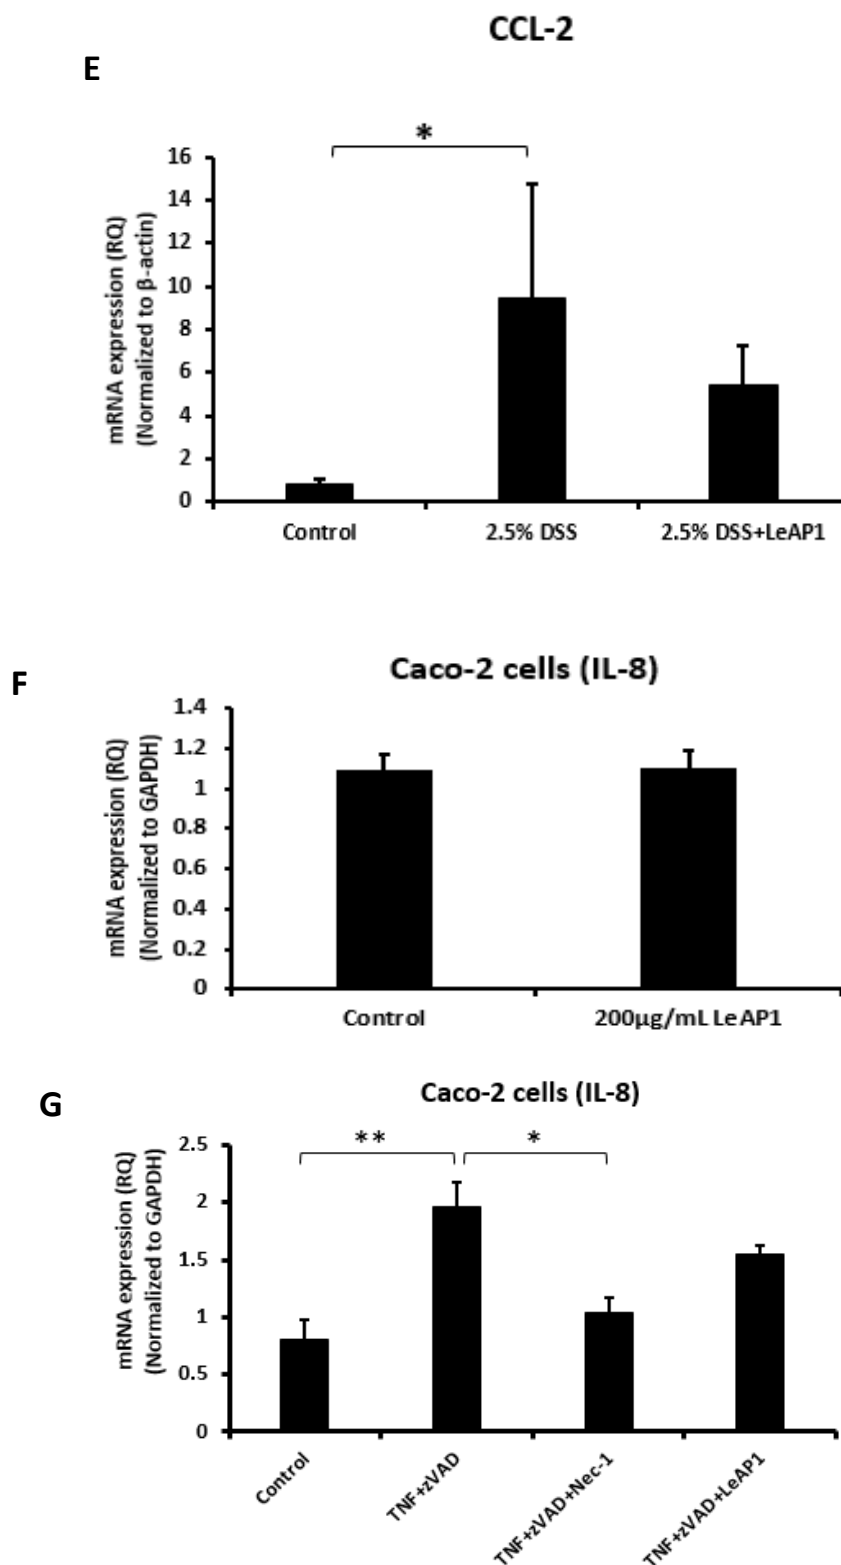 CCL-2
E
*
mRNA expression (RQ)
(Normalized to β-actin)
16
14
12
10
8
6
4
2
0
Control
2.5% DSS
2.5% DSS+LeAP1
F
Caco-2 cells (IL-8)
mRNA expression (RQ)
(Normalized to GAPDH)
1.4
1.2
1
0.8
0.6
0.4
0.2
0
Control
200µg/mL LeAP1
G
Caco-2 cells (IL-8)
**
*
mRNA expression (RQ)
(Normalized to GAPDH)
2.5
2
1.5
1
0.5
0
Control
TNF+zVAD
TNF+zVAD+Nec-1
TNF+zVAD+LeAP1